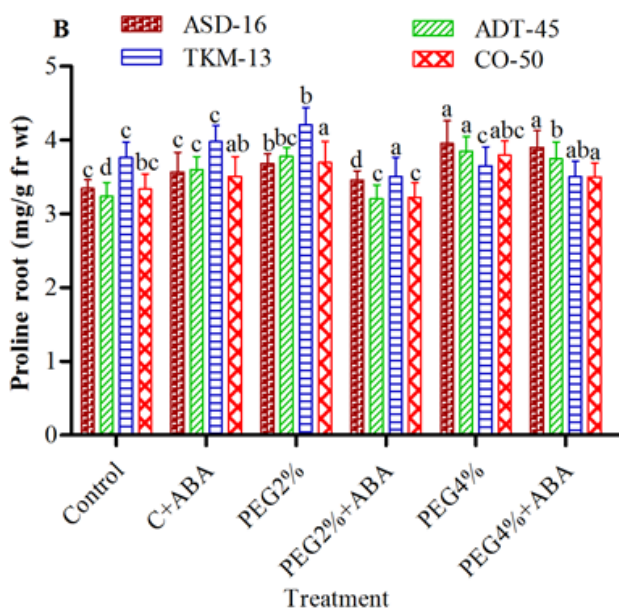 B
ASD-16 ADT-45
TKM-13 CO-50
Proline root (mg/g fr wt)
5
4
3
2
1
0
c d c bc
c c c ab
b bc b a
d c a c
a a c abc
a b ab a
Control C+ABA PEG2% PEG2%+ABA PEG4% PEG4%+ABA
Treatment